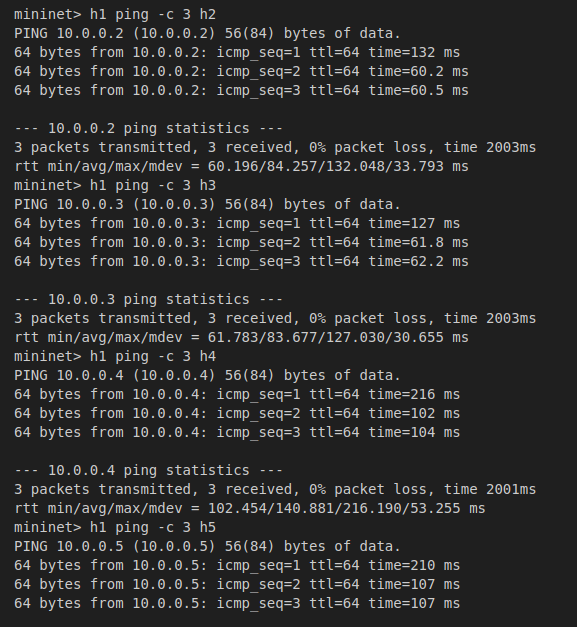 mininet> h1 ping -c 3 h2
PING 10.0.0.2 (10.0.0.2) 56(84) bytes of data.
64 bytes from 10.0.0.2: icmp_seq=1 ttl=64 time=132 ms
64 bytes from 10.0.0.2: icmp_seq=2 ttl=64 time=60.2 ms
64 bytes from 10.0.0.2: icmp_seq=3 ttl=64 time=60.5 ms

--- 10.0.0.2 ping statistics ---
3 packets transmitted, 3 received, 0% packet loss, time 2003ms
rtt min/avg/max/mdev = 60.196/84.257/132.048/33.793 ms
mininet> h1 ping -c 3 h3
PING 10.0.0.3 (10.0.0.3) 56(84) bytes of data.
64 bytes from 10.0.0.3: icmp_seq=1 ttl=64 time=127 ms
64 bytes from 10.0.0.3: icmp_seq=2 ttl=64 time=61.8 ms
64 bytes from 10.0.0.3: icmp_seq=3 ttl=64 time=62.2 ms

--- 10.0.0.3 ping statistics ---
3 packets transmitted, 3 received, 0% packet loss, time 2003ms
rtt min/avg/max/mdev = 61.783/83.677/127.030/30.655 ms
mininet> h1 ping -c 3 h4
PING 10.0.0.4 (10.0.0.4) 56(84) bytes of data.
64 bytes from 10.0.0.4: icmp_seq=1 ttl=64 time=216 ms
64 bytes from 10.0.0.4: icmp_seq=2 ttl=64 time=102 ms
64 bytes from 10.0.0.4: icmp_seq=3 ttl=64 time=104 ms

--- 10.0.0.4 ping statistics ---
3 packets transmitted, 3 received, 0% packet loss, time 2001ms
rtt min/avg/max/mdev = 102.454/140.881/216.190/53.255 ms
mininet> h1 ping -c 3 h5
PING 10.0.0.5 (10.0.0.5) 56(84) bytes of data.
64 bytes from 10.0.0.5: icmp_seq=1 ttl=64 time=210 ms
64 bytes from 10.0.0.5: icmp_seq=2 ttl=64 time=107 ms
64 bytes from 10.0.0.5: icmp_seq=3 ttl=64 time=107 ms